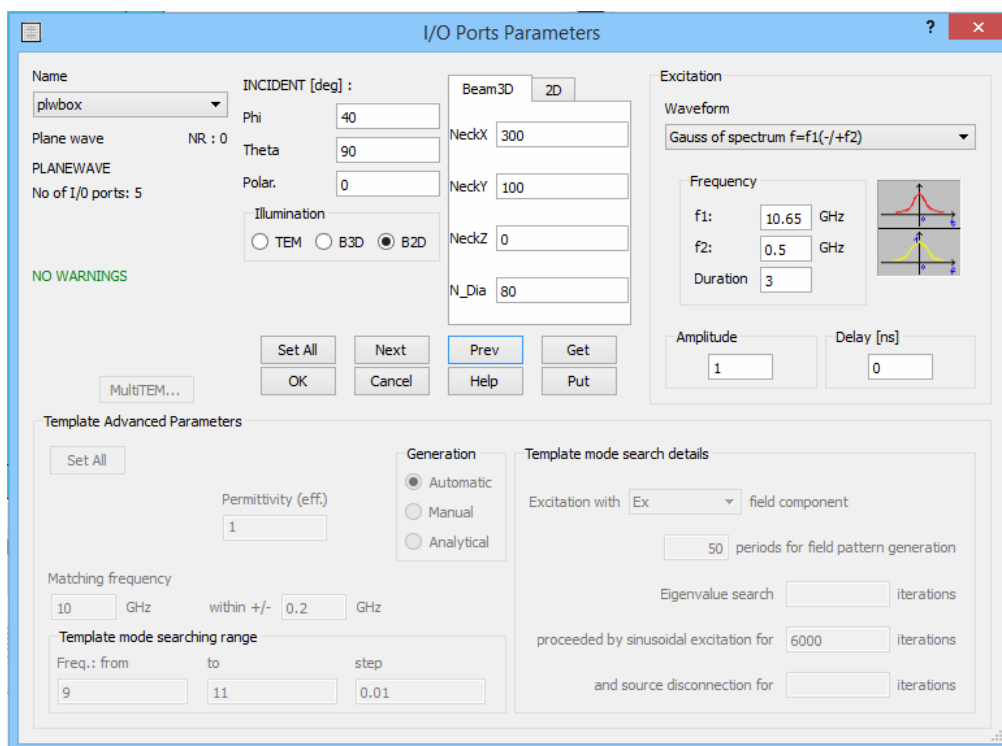 I/O Ports Parameters
?
Name
plwbox
Plane wave NR : 0
PLANEWAVE
No of I/0 ports: 5
NO WARNINGS
MultiTEM...
INCIDENT [deg] :
Phi 40
Theta 90
Polar. 0
Illumination
TEM B3D B2D
Beam3D 2D
NeckX 300
NeckY 100
NeckZ 0
N_Dia 80
Set All Next Prev Get
OK Cancel Help Put
Excitation
Waveform
Gauss of spectrum f=f1(-/+f2)
Frequency
f1: 10.65 GHz
f2: 0.5 GHz
Duration 3
Amplitude
1
Delay [ns]
0
Template Advanced Parameters
Set All
Permittivity (eff.)
1
Generation
Automatic
Manual
Analytical
Matching frequency
10 GHz within +/- 0.2 GHz
Template mode searching range
Freq.: from to step
9 11 0.01
Template mode search details
Excitation with Ex field component
50 periods for field pattern generation
Eigenvalue search iterations
proceeded by sinusoidal excitation for 6000 iterations
and source disconnection for iterations